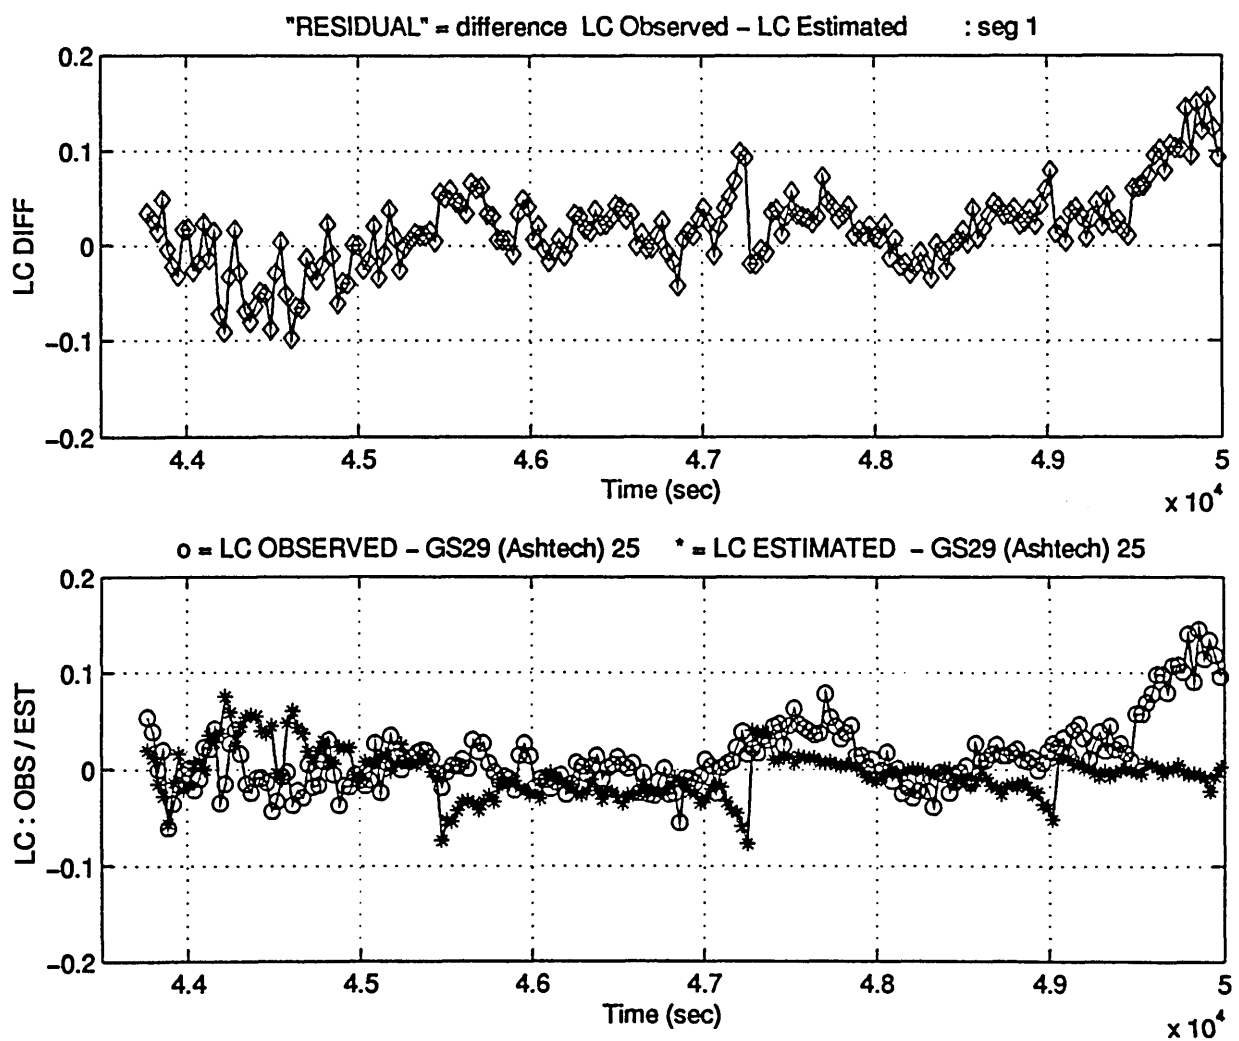 "RESIDUAL" = difference LC Observed – LC Estimated : seg 1
0.2
0.1
0
−0.1
−0.2
LC DIFF
4.4 4.5 4.6 4.7 4.8 4.9 5
Time (sec)
x 10^4
o = LC OBSERVED – GS29 (Ashtech) 25 * = LC ESTIMATED – GS29 (Ashtech) 25
0.2
0.1
0
−0.1
−0.2
LC : OBS / EST
4.4 4.5 4.6 4.7 4.8 4.9 5
Time (sec)
x 10^4